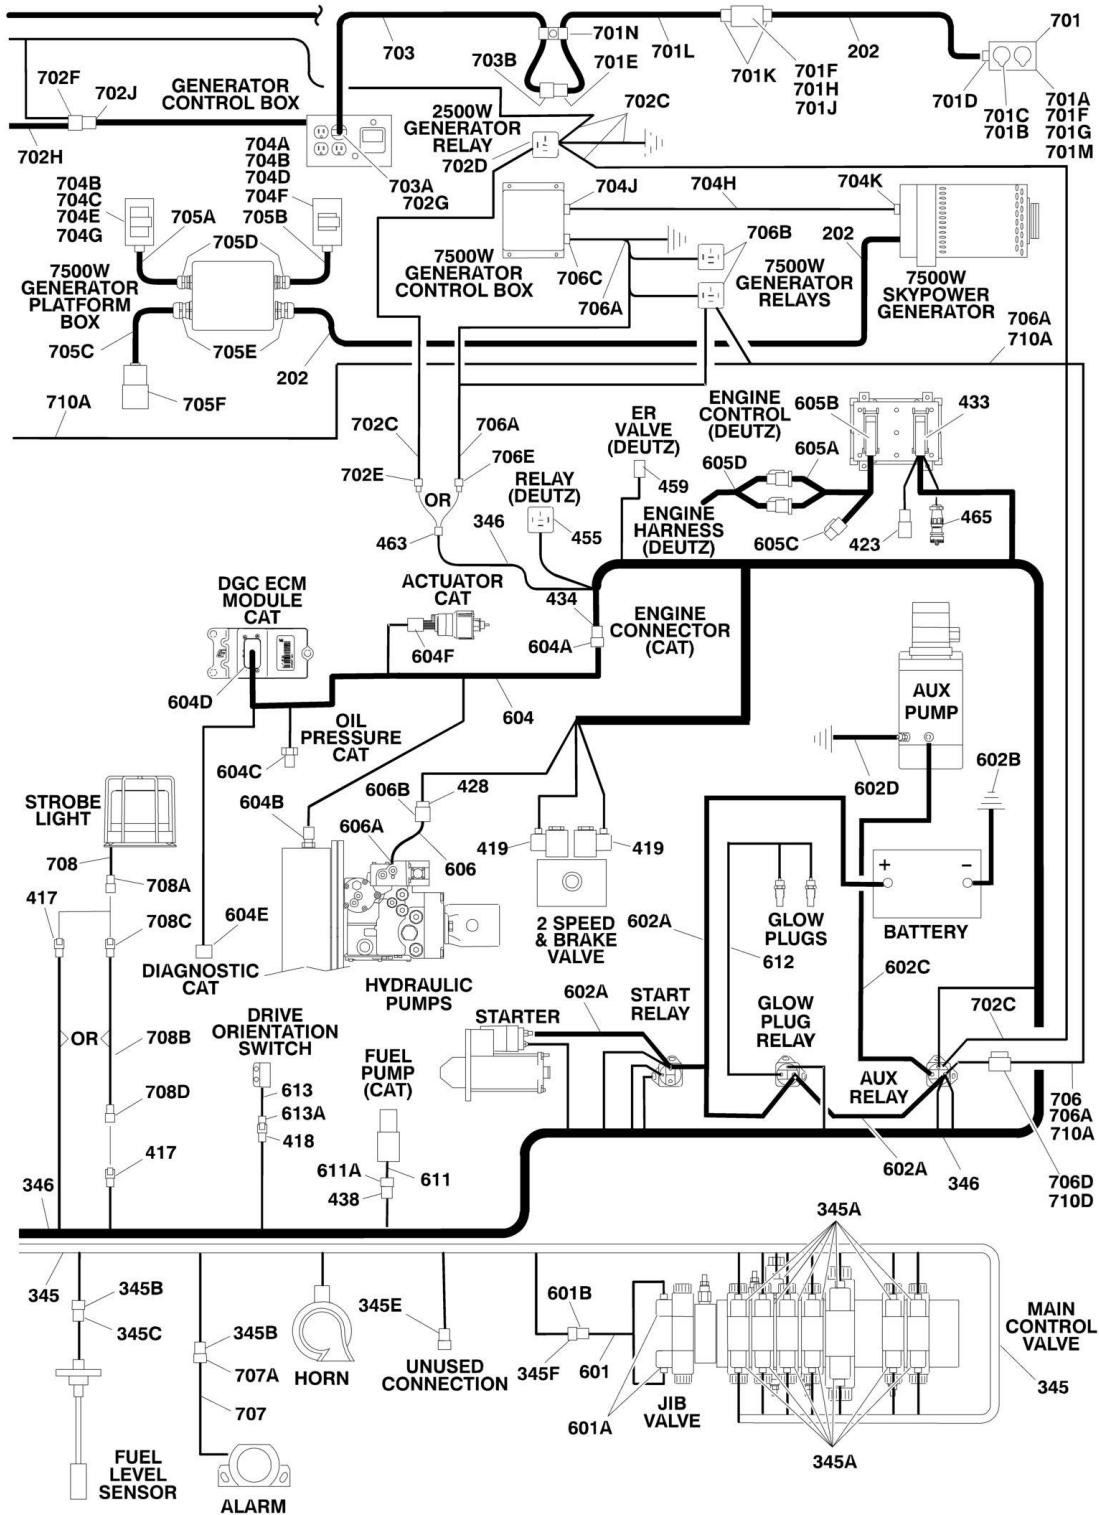 703
701N
701L
202
701
702F
702J
GENERATOR
CONTROL BOX
703B
701E
701K
701F
701H
701J
701D
701C
701B
701A
701F
701G
701M
702H
2500W
GENERATOR
RELAY
702D
702C
704A
704B
704D
704F
705B
703A
702G
704B
704C
704E
704G
705A
705D
704J
704H
704K
7500W
GENERATOR
PLATFORM
BOX
7500W
GENERATOR
CONTROL BOX
706C
706A
706B
7500W
GENERATOR
RELAYS
202
7500W
SKYPOWER
GENERATOR
705C
705E
202
706A
710A
710A
705F
702C
706A
702E
706E
OR
463
346
RELAY
(DEUTZ)
455
ER
VALVE
(DEUTZ)
459
ENGINE
CONTROL
(DEUTZ)
605B
433
605D
605A
ENGINE
HARNESS
(DEUTZ)
605C
423
465
DGC ECM
MODULE
CAT
ACTUATOR
CAT
434
ENGINE
CONNECTOR
(CAT)
604A
604F
604D
604
OIL
PRESSURE
CAT
604C
AUX
PUMP
602D
602B
STROBE
LIGHT
604B
606B
428
606A
606
419
419
+
−
708
708A
417
708C
604E
DIAGNOSTIC
CAT
2 SPEED
& BRAKE
VALVE
602A
GLOW
PLUGS
612
BATTERY
602C
HYDRAULIC
PUMPS
STARTER
602A
START
RELAY
GLOW
PLUG
RELAY
702C
OR
708B
DRIVE
ORIENTATION
SWITCH
613
613A
418
FUEL
PUMP
(CAT)
AUX
RELAY
706
706A
710A
708D
417
346
611A
438
611
602A
346
706D
710D
345A
345
345B
345C
345B
707A
707
HORN
345E
UNUSED
CONNECTION
601B
345F
601
601A
JIB
VALVE
MAIN
CONTROL
VALVE
345
345A
FUEL
LEVEL
SENSOR
ALARM